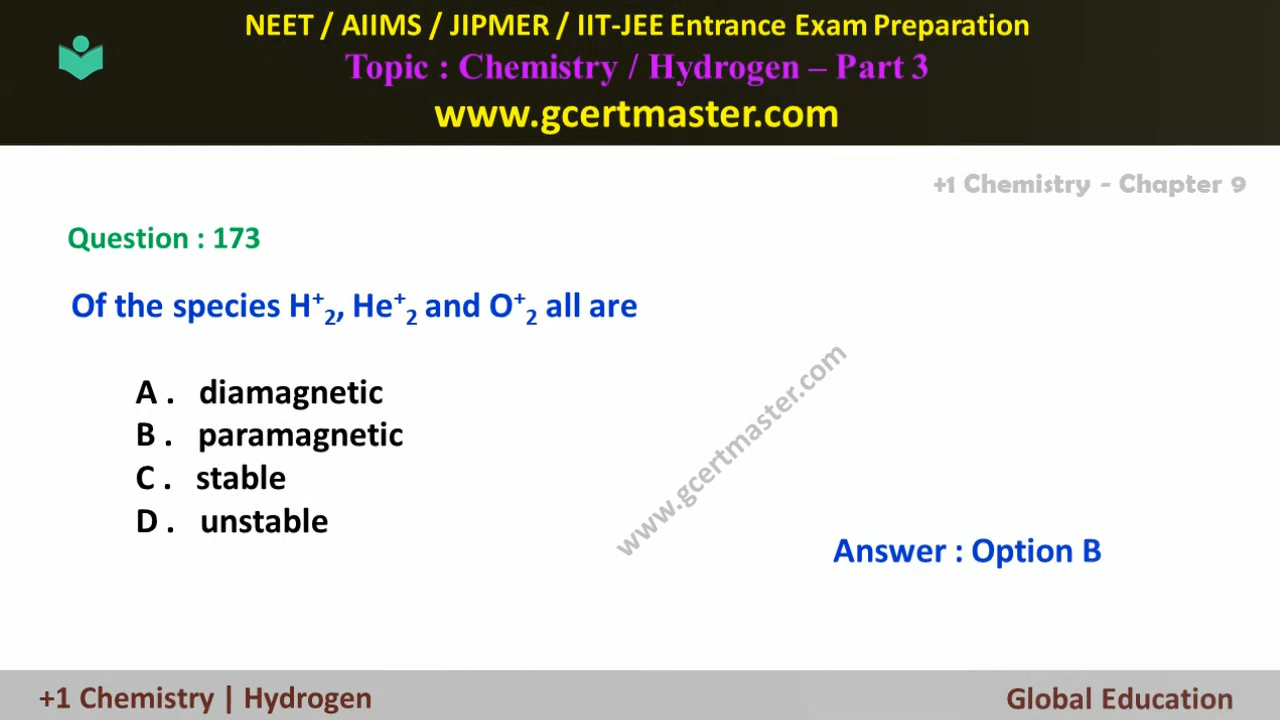 NEET / AIIMS / JIPMER / IIT-JEE Entrance Exam Preparation
Topic : Chemistry / Hydrogen – Part 3
www.gcertmaster.com
+1 Chemistry - Chapter 9
Question : 173
Of the species H⁺₂, He⁺₂ and O⁺₂ all are
A . diamagnetic
B . paramagnetic
C . stable
D . unstable
www.gcertmaster.com
Answer : Option B
+1 Chemistry | Hydrogen
Global Education